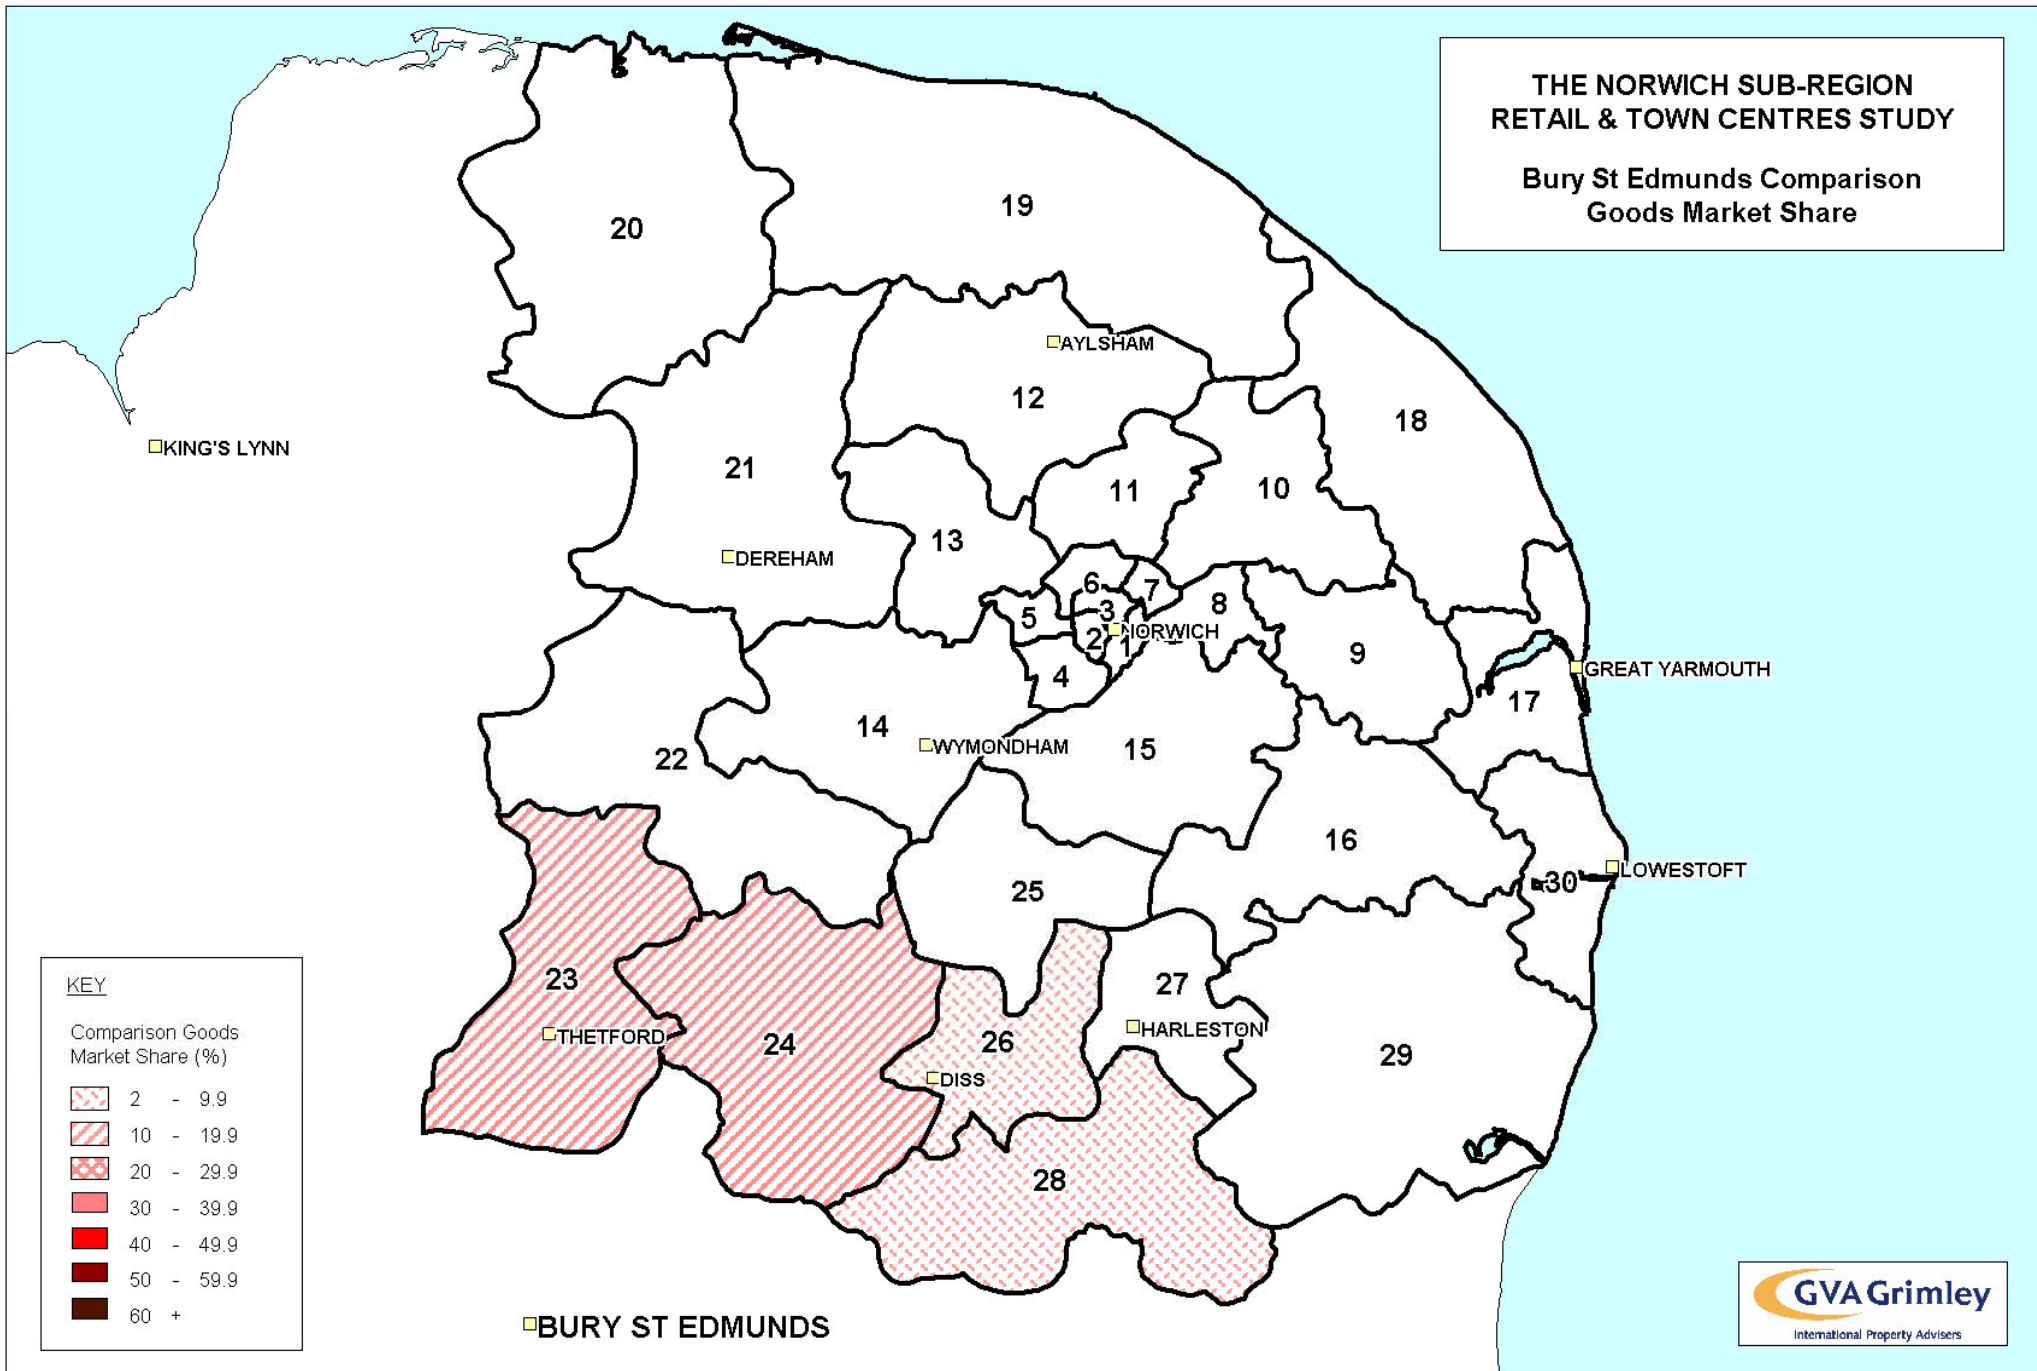 THE NORWICH SUB-REGION
RETAIL & TOWN CENTRES STUDY
Bury St Edmunds Comparison
Goods Market Share
20
19
AYLSHAM
12
18
KING'S LYNN
21
11
10
13
DEREHAM
6
7
8
3
5
NORWICH
2
1
9
4
GREAT YARMOUTH
17
14
WYMONDHAM
15
22
16
LOWESTOFT
30
25
23
27
THETFORD
24
26
HARLESTON
29
DISS
28
BURY ST EDMUNDS
KEY
Comparison Goods
Market Share (%)
2 - 9.9
10 - 19.9
20 - 29.9
30 - 39.9
40 - 49.9
50 - 59.9
60 +
GVA Grimley
International Property Advisers